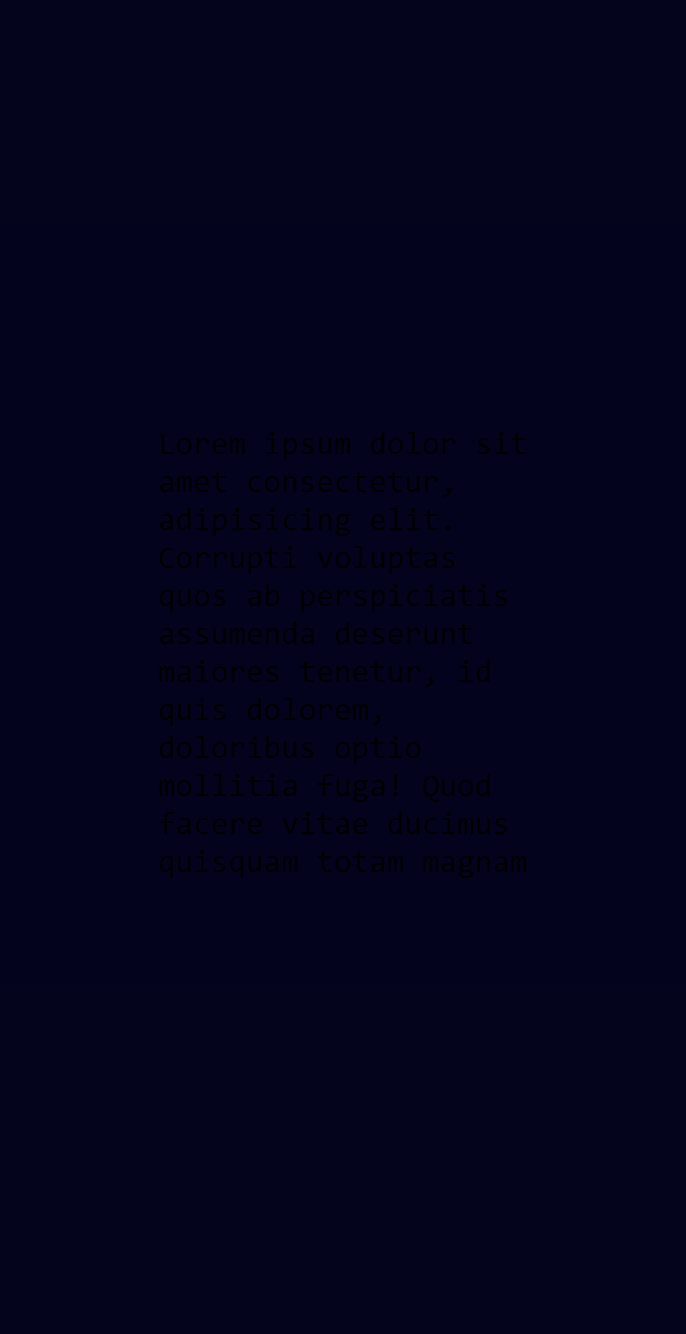 Lorem ipsum dolor sit
amet consectetur,
adipisicing elit.
Corrupti voluptas
quos ab perspiciatis
assumenda deserunt
maiores tenetur, id
quis dolorem,
doloribus optio
mollitia fuga! Quod
facere vitae ducimus
quisquam totam magnam